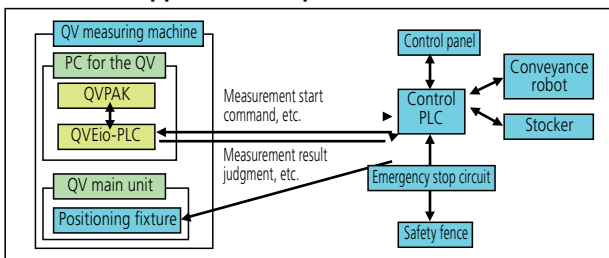 QV measuring machine
PC for the QV
QVPAK
QVEio-PLC
QV main unit
Positioning fixture
Measurement start
command, etc.
Measurement result
judgment, etc.
Control panel
Control
PLC
Conveyance
robot
Stocker
Emergency stop circuit
Safety fence